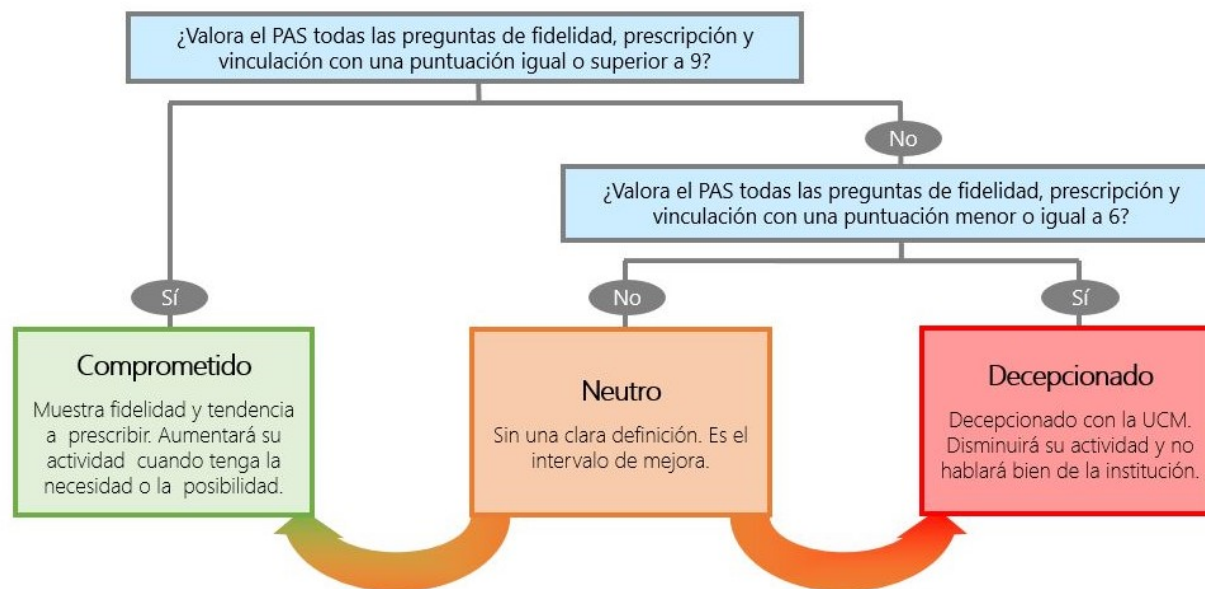 ¿Valora el PAS todas las preguntas de fidelidad, prescripción y
vinculación con una puntuación igual o superior a 9?
No
¿Valora el PAS todas las preguntas de fidelidad, prescripción y
vinculación con una puntuación menor o igual a 6?
Sí
No
Sí
Comprometido
Muestra fidelidad y tendencia
a prescribir. Aumentará su
actividad cuando tenga la
necesidad o la posibilidad.
Neutro
Sin una clara definición. Es el
intervalo de mejora.
Decepcionado
Decepcionado con la UCM.
Disminuirá su actividad y no
hablará bien de la institución.